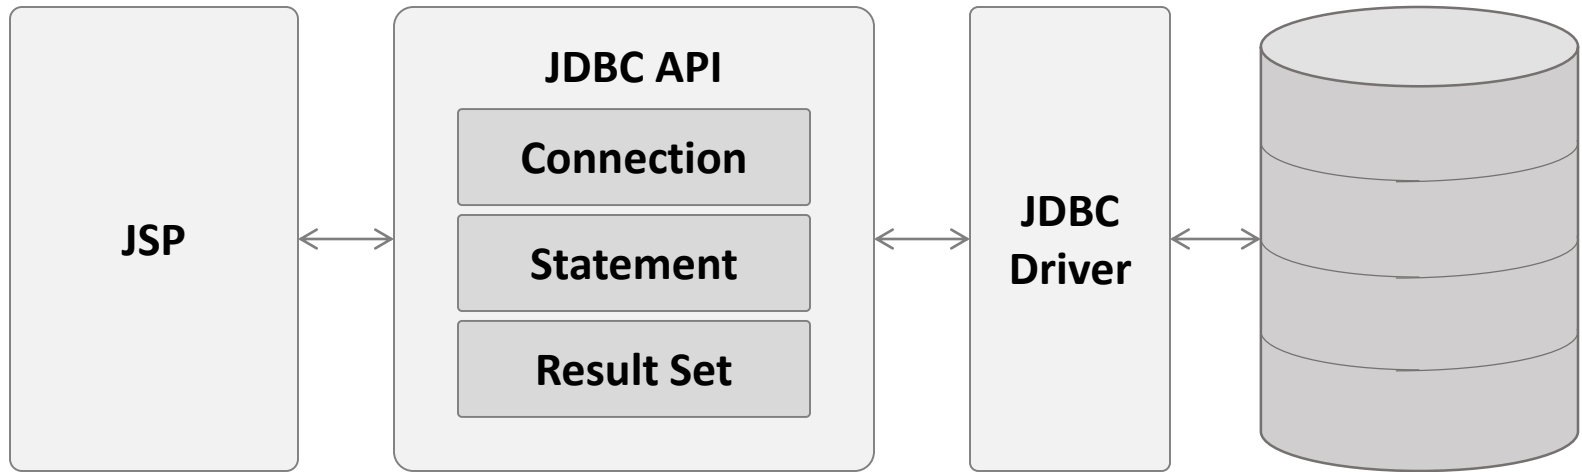 JSP
JDBC API
Connection
Statement
Result Set
JDBC
Driver